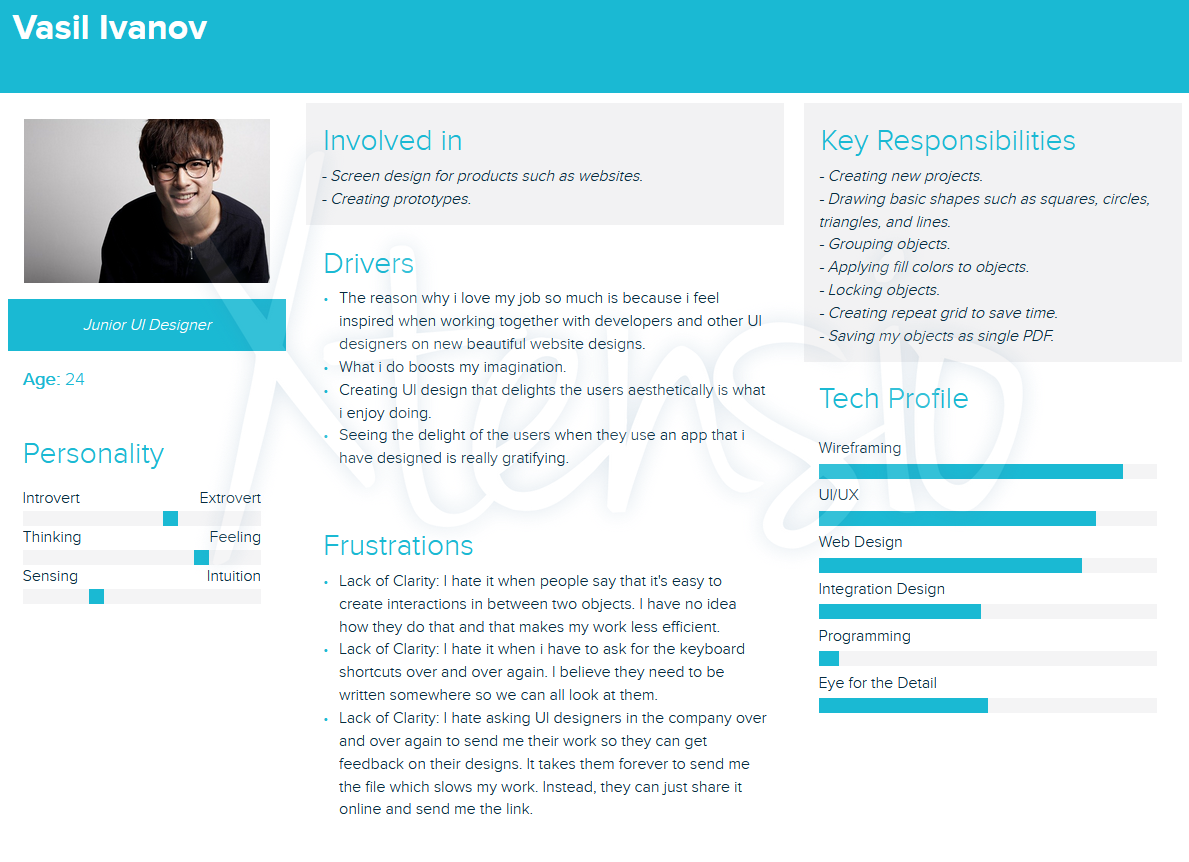 Vasil Ivanov
Junior UI Designer
Age: 24
Personality
Introvert Extrovert
Thinking Feeling
Sensing Intuition
Involved in
- Screen design for products such as websites.
- Creating prototypes.
Drivers
• The reason why i love my job so much is because i feel
inspired when working together with developers and other UI
designers on new beautiful website designs.
• What i do boosts my imagination.
• Creating UI design that delights the users aesthetically is what
i enjoy doing.
• Seeing the delight of the users when they use an app that i
have designed is really gratifying.
Frustrations
• Lack of Clarity: I hate it when people say that it's easy to
create interactions in between two objects. I have no idea
how they do that and that makes my work less efficient.
• Lack of Clarity: I hate it when i have to ask for the keyboard
shortcuts over and over again. I believe they need to be
written somewhere so we can all look at them.
• Lack of Clarity: I hate asking UI designers in the company over
and over again to send me their work so they can get
feedback on their designs. It takes them forever to send me
the file which slows my work. Instead, they can just share it
online and send me the link.
Key Responsibilities
- Creating new projects.
- Drawing basic shapes such as squares, circles,
triangles, and lines.
- Grouping objects.
- Applying fill colors to objects.
- Locking objects.
- Creating repeat grid to save time.
- Saving my objects as single PDF.
Tech Profile
Wireframing
UI/UX
Web Design
Integration Design
Programming
Eye for the Detail
Xtensio